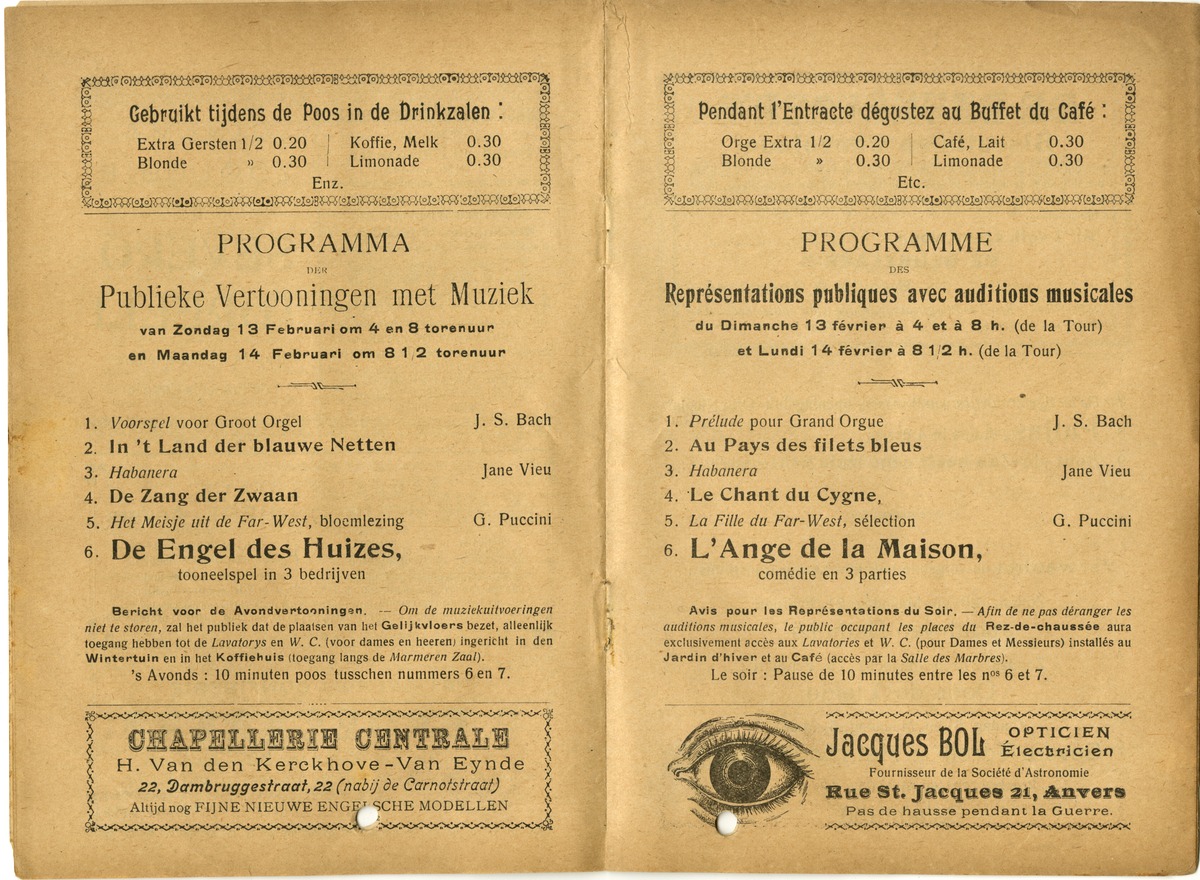 Gebruikt tijdens de Poos in de Drinkzalen :
Extra Gersten 1/2 0.20 Koffie, Melk 0.30
Blonde » 0.30 Limonade 0.30
Enz.
PROGRAMMA
DER
Publieke Vertooningen met Muziek
van Zondag 13 Februari om 4 en 8 torenuur
en Maandag 14 Februari om 8 1/2 torenuur
1. Voorspel voor Groot Orgel J. S. Bach
2. In 't Land der blauwe Netten
3. Habanera Jane Vieu
4. De Zang der Zwaan
5. Het Meisje uit de Far-West, bloemlezing G. Puccini
6. De Engel des Huizes,
tooneelspel in 3 bedrijven
Bericht voor de Avondvertooningen. — Om de muziekuitvoeringen
niet te storen, zal het publiek dat de plaatsen van het Gelijkvloers bezet, alleenlijk
toegang hebben tot de Lavatorys en W. C. (voor dames en heeren) ingericht in den
Wintertuin en in het Koffiehuis (toegang langs de Marmeren Zaal).
's Avonds : 10 minuten poos tusschen nummers 6 en 7.
CHAPELLERIE CENTRALE
H. Van den Kerckhove-Van Eynde
22, Dambruggestraat, 22 (nabij de Carnotstraat)
Altijd nog FIJNE NIEUWE ENGELSCHE MODELLEN
Pendant l'Entracte dégustez au Buffet du Café :
Orge Extra 1/2 0.20 Café, Lait 0.30
Blonde » 0.30 Limonade 0.30
Etc.
PROGRAMME
DES
Représentations publiques avec auditions musicales
du Dimanche 13 février à 4 et à 8 h. (de la Tour)
et Lundi 14 février à 8 1/2 h. (de la Tour)
1. Prélude pour Grand Orgue J. S. Bach
2. Au Pays des filets bleus
3. Habanera Jane Vieu
4. Le Chant du Cygne,
5. La Fille du Far-West, sélection G. Puccini
6. L'Ange de la Maison,
comédie en 3 parties
Avis pour les Représentations du Soir. — Afin de ne pas déranger les
auditions musicales, le public occupant les places du Rez-de-chaussée aura
exclusivement accès aux Lavatories et W. C. (pour Dames et Messieurs) installés au
Jardin d'hiver et au Café (accès par la Salle des Marbres).
Le soir : Pause de 10 minutes entre les nos 6 et 7.
Jacques BOL OPTICIEN
Électricien
Fournisseur de la Société d'Astronomie
Rue St. Jacques 21, Anvers
Pas de hausse pendant la Guerre.